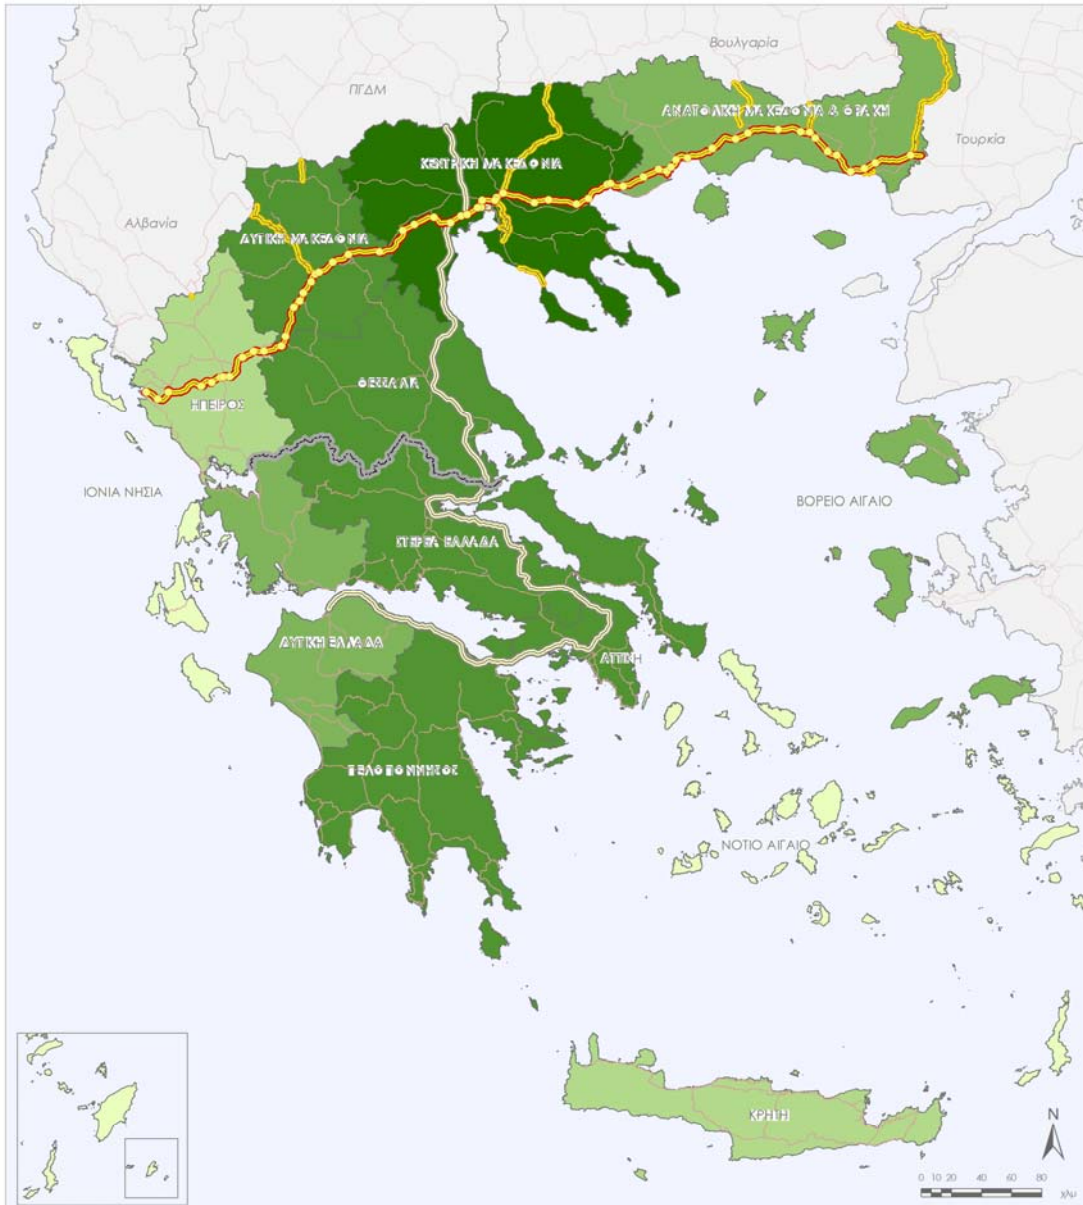 Βουλγαρία
ΠΓΔΜ
ΑΝΑΤΟΛΙΚΗ ΜΑΚΕΔΟΝΙΑ & ΘΡΑΚΗ
Τουρκία
ΚΕΝΤΡΙΚΗ ΜΑΚΕΔΟΝΙΑ
Αλβανία
ΔΥΤΙΚΗ ΜΑΚΕΔΟΝΙΑ
ΘΕΣΣΑΛΙΑ
ΗΠΕΙΡΟΣ
ΙΟΝΙΑ ΝΗΣΙΑ
ΒΟΡΕΙΟ ΑΙΓΑΙΟ
ΣΤΕΡΕΑ ΕΛΛΑΔΑ
ΔΥΤΙΚΗ ΕΛΛΑΔΑ
ΑΤΤΙΚΗ
ΠΕΛΟΠΟΝΝΗΣΟΣ
ΝΟΤΙΟ ΑΙΓΑΙΟ
ΚΡΗΤΗ
N
0 10 20 40 60 80
χλμ